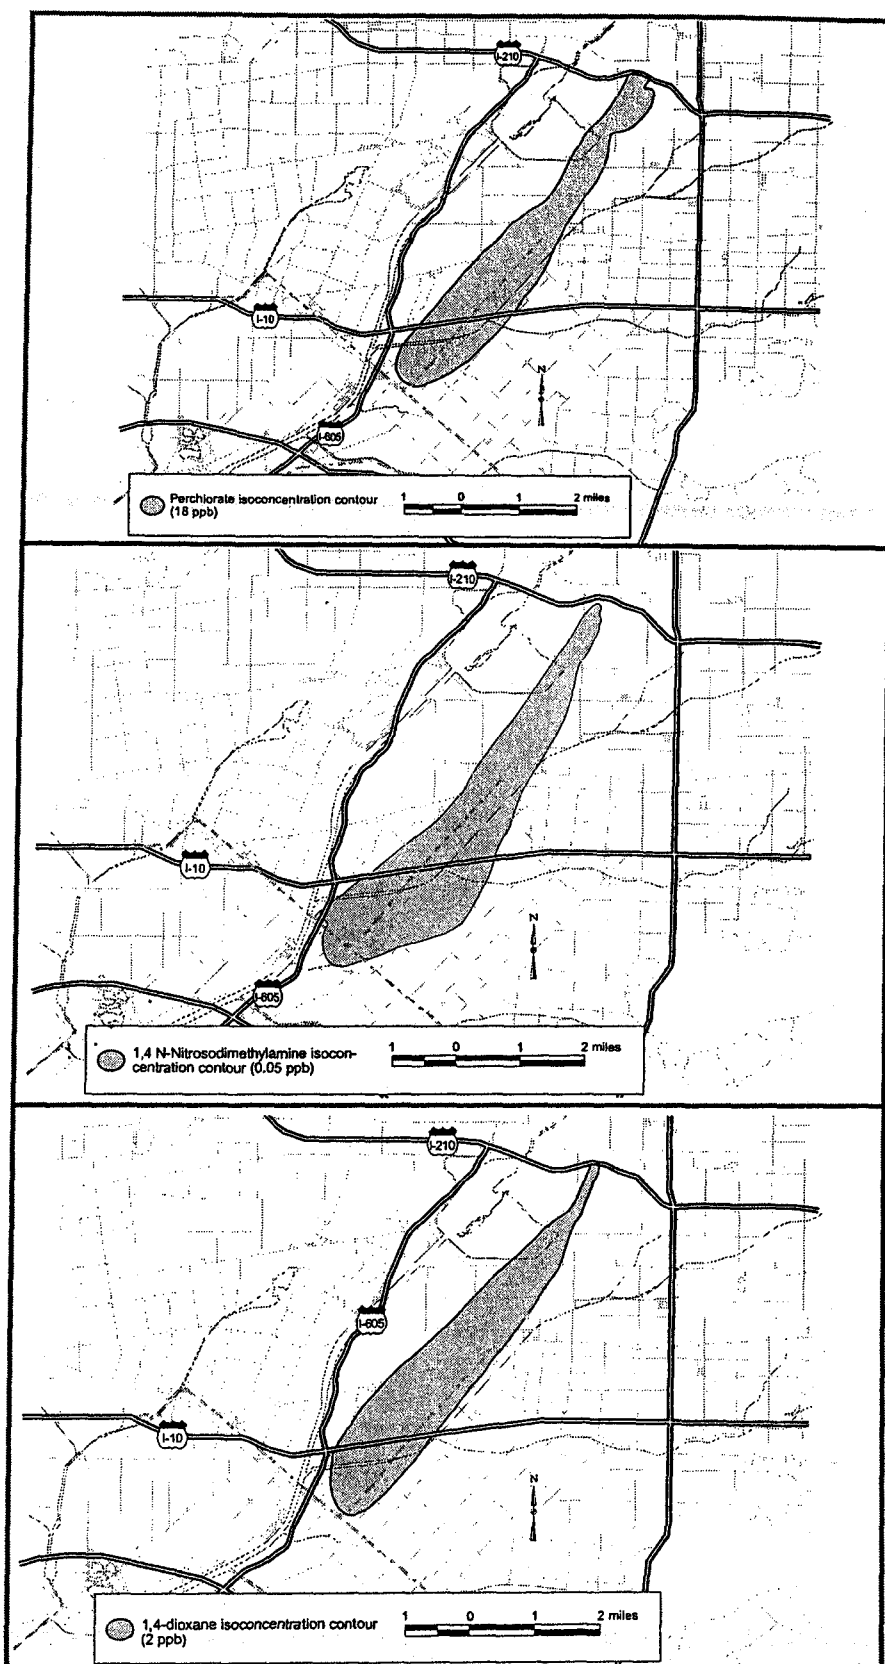 I-210
I-10
N
I-605
Perchlorate isoconcentration contour
(18 ppb)
1 0 1 2 miles
I-210
I-10
N
I-605
1,4 N-Nitrosodimethylamine isocon-
centration contour (0.05 ppb)
1 0 1 2 miles
I-210
I-605
I-10
N
1,4-dioxane isoconcentration contour
(2 ppb)
1 0 1 2 miles